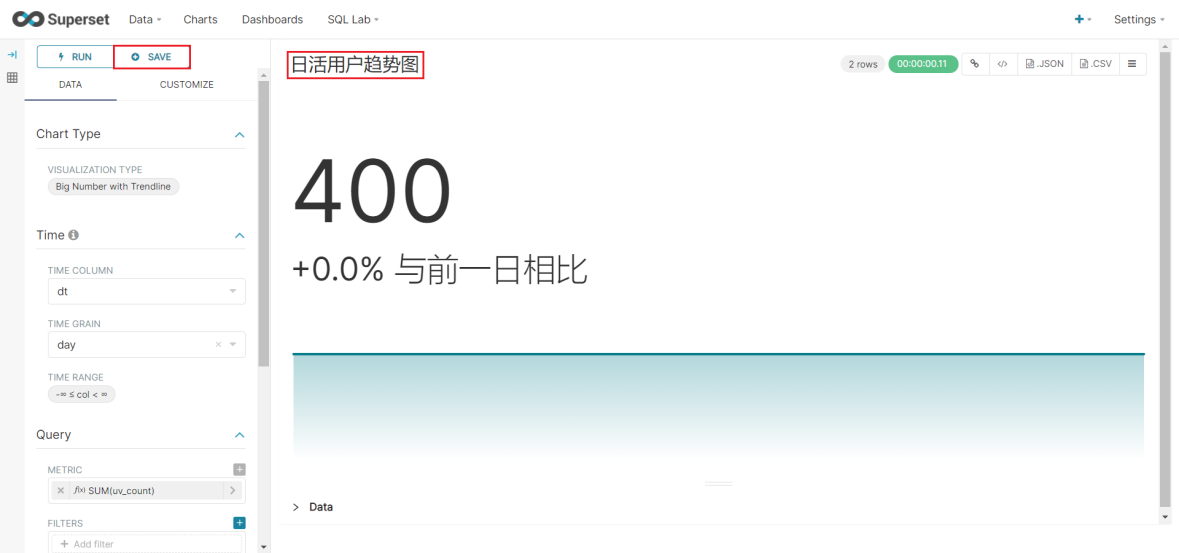 Superset Data Charts Dashboards SQL Lab + Settings
RUN SAVE
DATA CUSTOMIZE
Chart Type
VISUALIZATION TYPE
Big Number with Trendline
Time
TIME COLUMN
dt
TIME GRAIN
day
TIME RANGE
-∞ ≤ col < ∞
Query
METRIC
f(x) SUM(uv_count)
FILTERS
+ Add filter
日活用户趋势图
2 rows 00:00:00.11 </> .JSON .CSV
400
+0.0% 与前一日相比
> Data